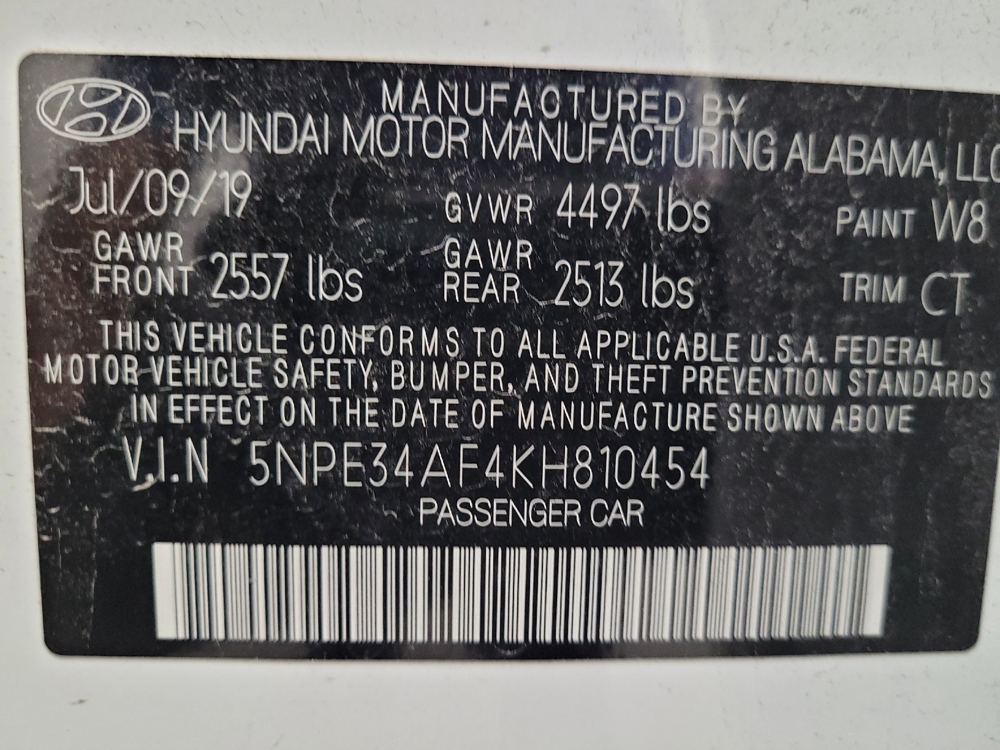 MANUFACTURED BY
HYUNDAI MOTOR MANUFACTURING ALABAMA, LLC
Jul/09/19 GVWR 4497 lbs PAINT W8
GAWR FRONT 2557 lbs GAWR REAR 2513 lbs TRIM CT
THIS VEHICLE CONFORMS TO ALL APPLICABLE U.S.A. FEDERAL
MOTOR VEHICLE SAFETY, BUMPER, AND THEFT PREVENTION STANDARDS
IN EFFECT ON THE DATE OF MANUFACTURE SHOWN ABOVE
V.I.N 5NPE34AF4KH810454
PASSENGER CAR